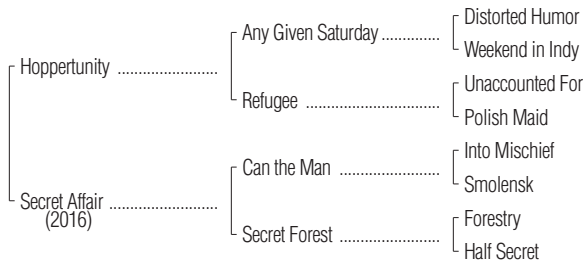 Distorted Humor
Any Given Saturday ..............
Weekend in Indy
Hoppertunity ........................
Unaccounted For
Refugee ................................
Polish Maid
Into Mischief
Can the Man ..........................
Smolensk
Secret Affair ..........................
(2016)
Forestry
Secret Forest ........................
Half Secret